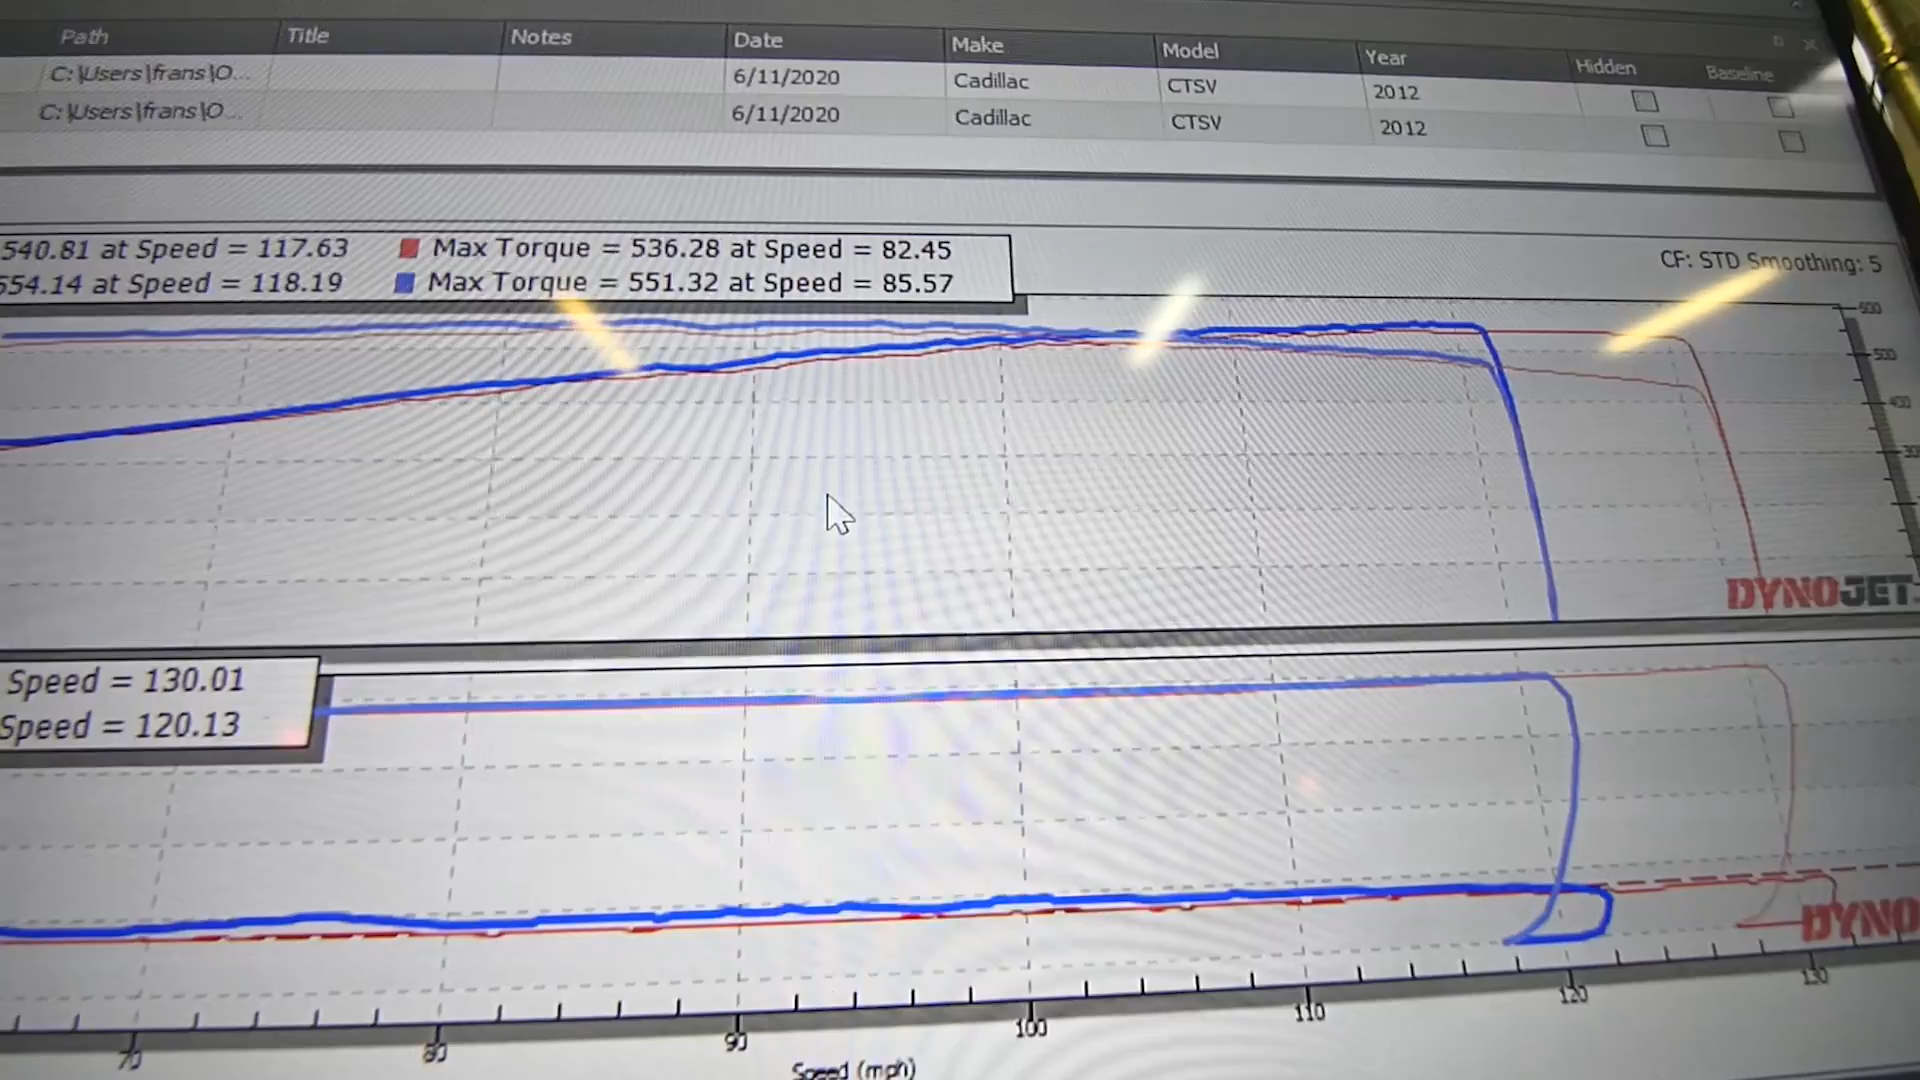 Path Title Notes Date Make Model Year Hidden Baseline
C:\Users\frans\O... 6/11/2020 Cadillac CTSV 2012
C:\Users\frans\O... 6/11/2020 Cadillac CTSV 2012
540.81 at Speed = 117.63 Max Torque = 536.28 at Speed = 82.45
554.14 at Speed = 118.19 Max Torque = 551.32 at Speed = 85.57
CF: STD Smoothing: 5
600
500
400
300
DYNOJET
Speed = 130.01
Speed = 120.13
DYNO
70 80 90 100 110 120 130
Speed (mph)